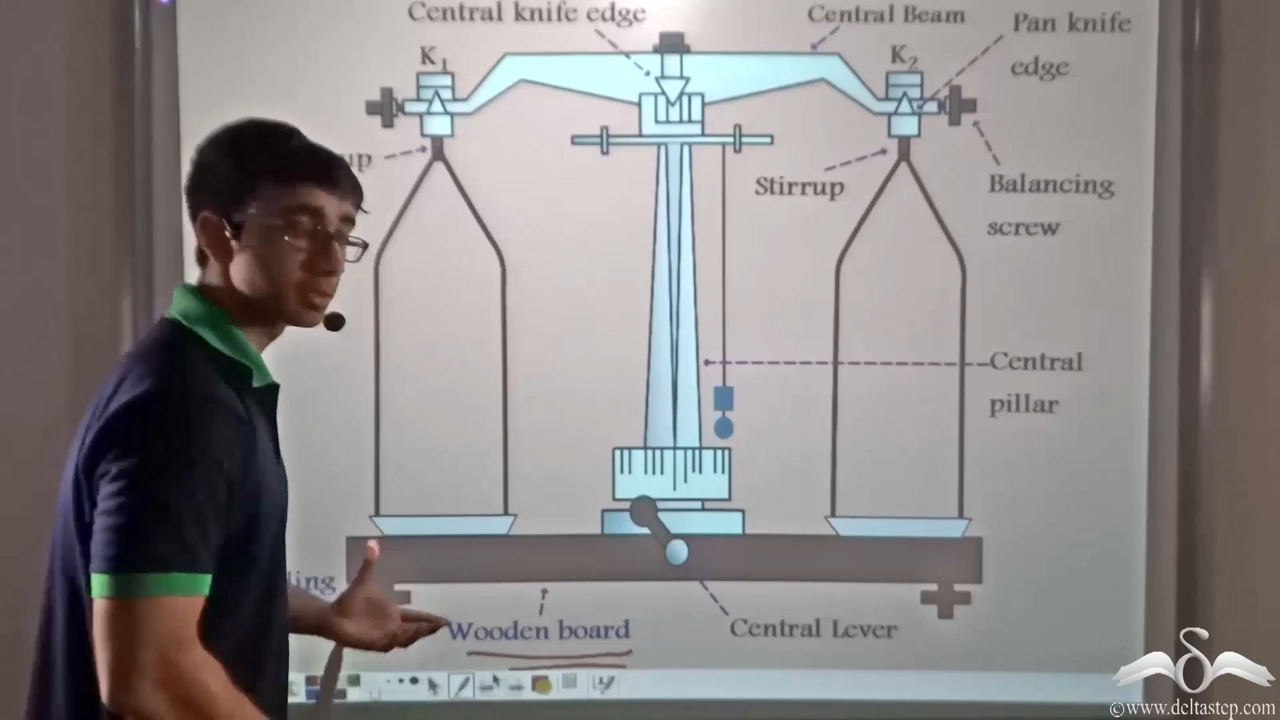 Central knife edge
Central Beam
Pan knife
edge
K1
K2
Stirrup
Balancing
screw
Central
pillar
Wooden board
Central Lever
©www.deltastep.com